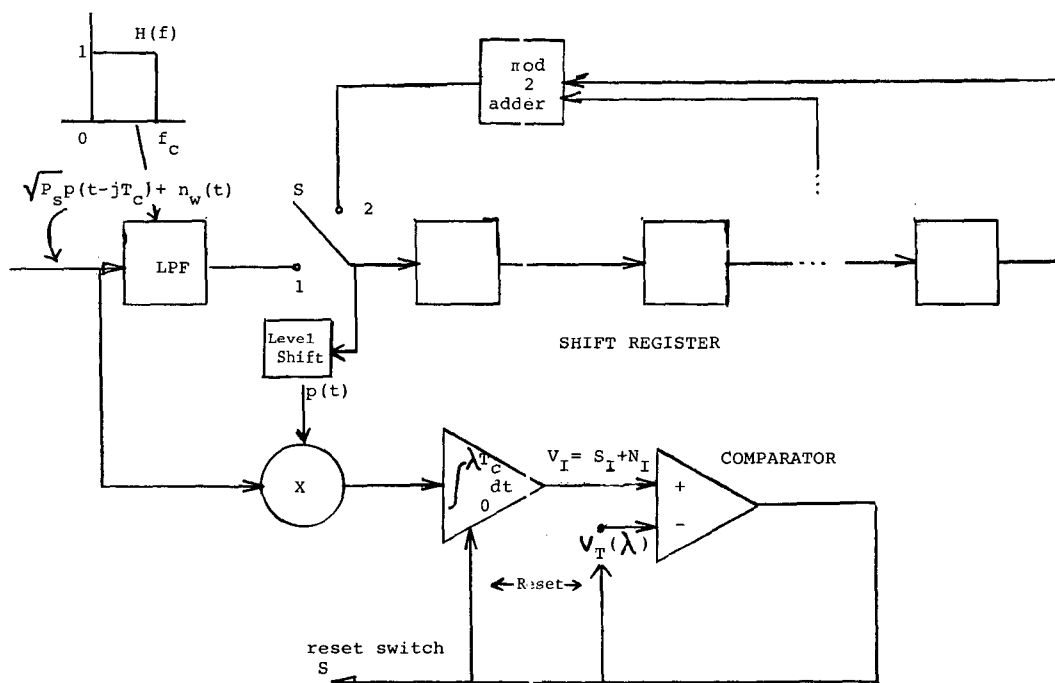 H(f)
1
0
f_c
√P_s p(t-jT_c) + n_w(t)
LPF
S
1
2
mod
2
adder
...
...
SHIFT REGISTER
Level
Shift
p(t)
X
∫_0^{λT_c} dt
V_I = S_I + N_I
COMPARATOR
+
-
V_T(λ)
Reset
reset switch
S